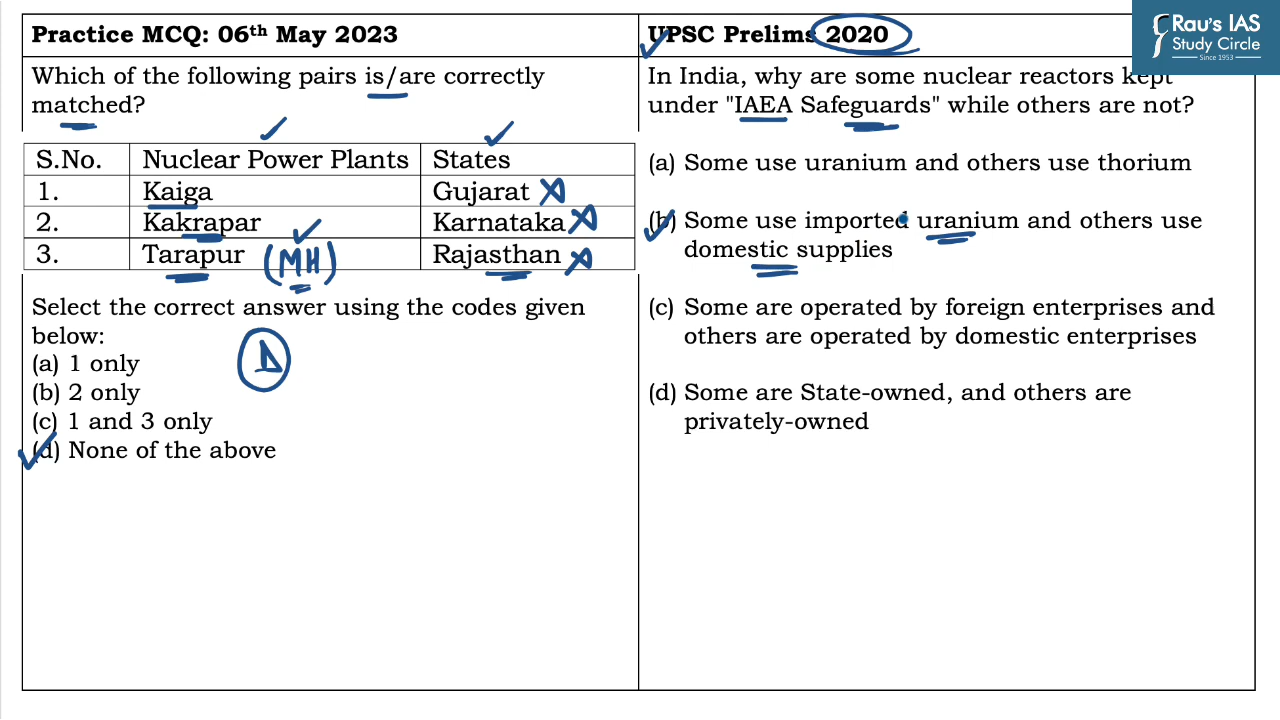 Practice MCQ: 06th May 2023
Which of the following pairs is/are correctly
matched?
S.No. Nuclear Power Plants States
1. Kaiga Gujarat
2. Kakrapar Karnataka
3. Tarapur (MH) Rajasthan
Select the correct answer using the codes given
below:
(a) 1 only
(b) 2 only
(c) 1 and 3 only
(d) None of the above
D
UPSC Prelims 2020
In India, why are some nuclear reactors kept
under "IAEA Safeguards" while others are not?
(a) Some use uranium and others use thorium
(b) Some use imported uranium and others use
domestic supplies
(c) Some are operated by foreign enterprises and
others are operated by domestic enterprises
(d) Some are State-owned, and others are
privately-owned
Rau's IAS
Study Circle
Since 1953